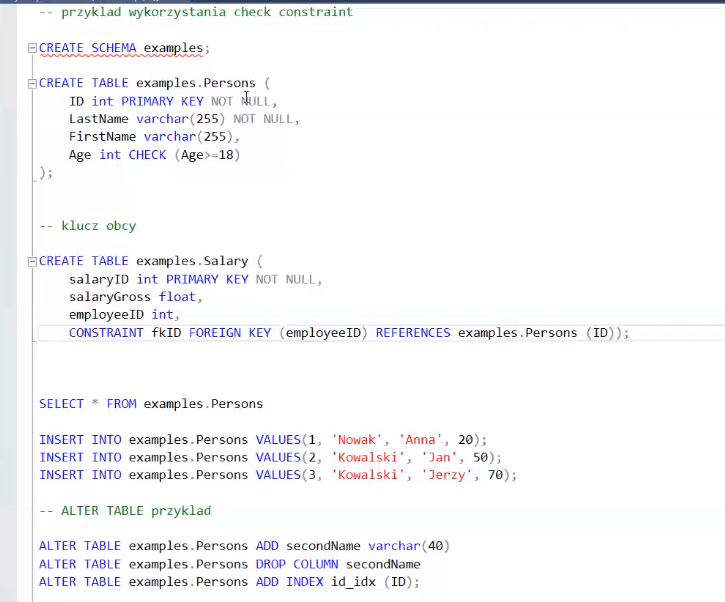 -- przyklad wykorzystania check constraint
CREATE SCHEMA examples;
CREATE TABLE examples.Persons (
ID int PRIMARY KEY NOT NULL,
LastName varchar(255) NOT NULL,
FirstName varchar(255),
Age int CHECK (Age>=18)
);
-- klucz obcy
CREATE TABLE examples.Salary (
salaryID int PRIMARY KEY NOT NULL,
salaryGross float,
employeeID int,
CONSTRAINT fkID FOREIGN KEY (employeeID) REFERENCES examples.Persons (ID));
SELECT * FROM examples.Persons
INSERT INTO examples.Persons VALUES(1, 'Nowak', 'Anna', 20);
INSERT INTO examples.Persons VALUES(2, 'Kowalski', 'Jan', 50);
INSERT INTO examples.Persons VALUES(3, 'Kowalski', 'Jerzy', 70);
-- ALTER TABLE przyklad
ALTER TABLE examples.Persons ADD secondName varchar(40)
ALTER TABLE examples.Persons DROP COLUMN secondName
ALTER TABLE examples.Persons ADD INDEX id_idx (ID);